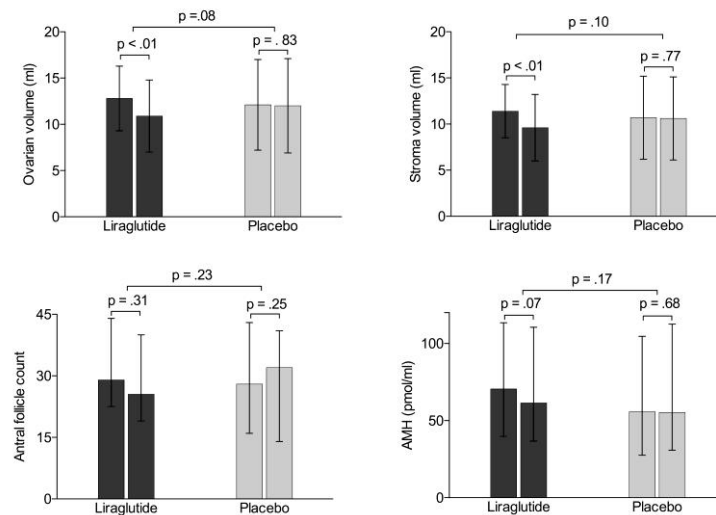 p =.08
p < .01
p = . 83
20
15
10
5
0
Ovarian volume (ml)
Liraglutide
Placebo
p = .10
p < .01
p = .77
20
15
10
5
0
Stroma volume (ml)
Liraglutide
Placebo
p = .23
p = .31
p =.25
45
30
15
0
Antral follicle count
Liraglutide
Placebo
p = .17
p =.07
p = .68
100
50
0
AMH (pmol/ml)
Liraglutide
Placebo